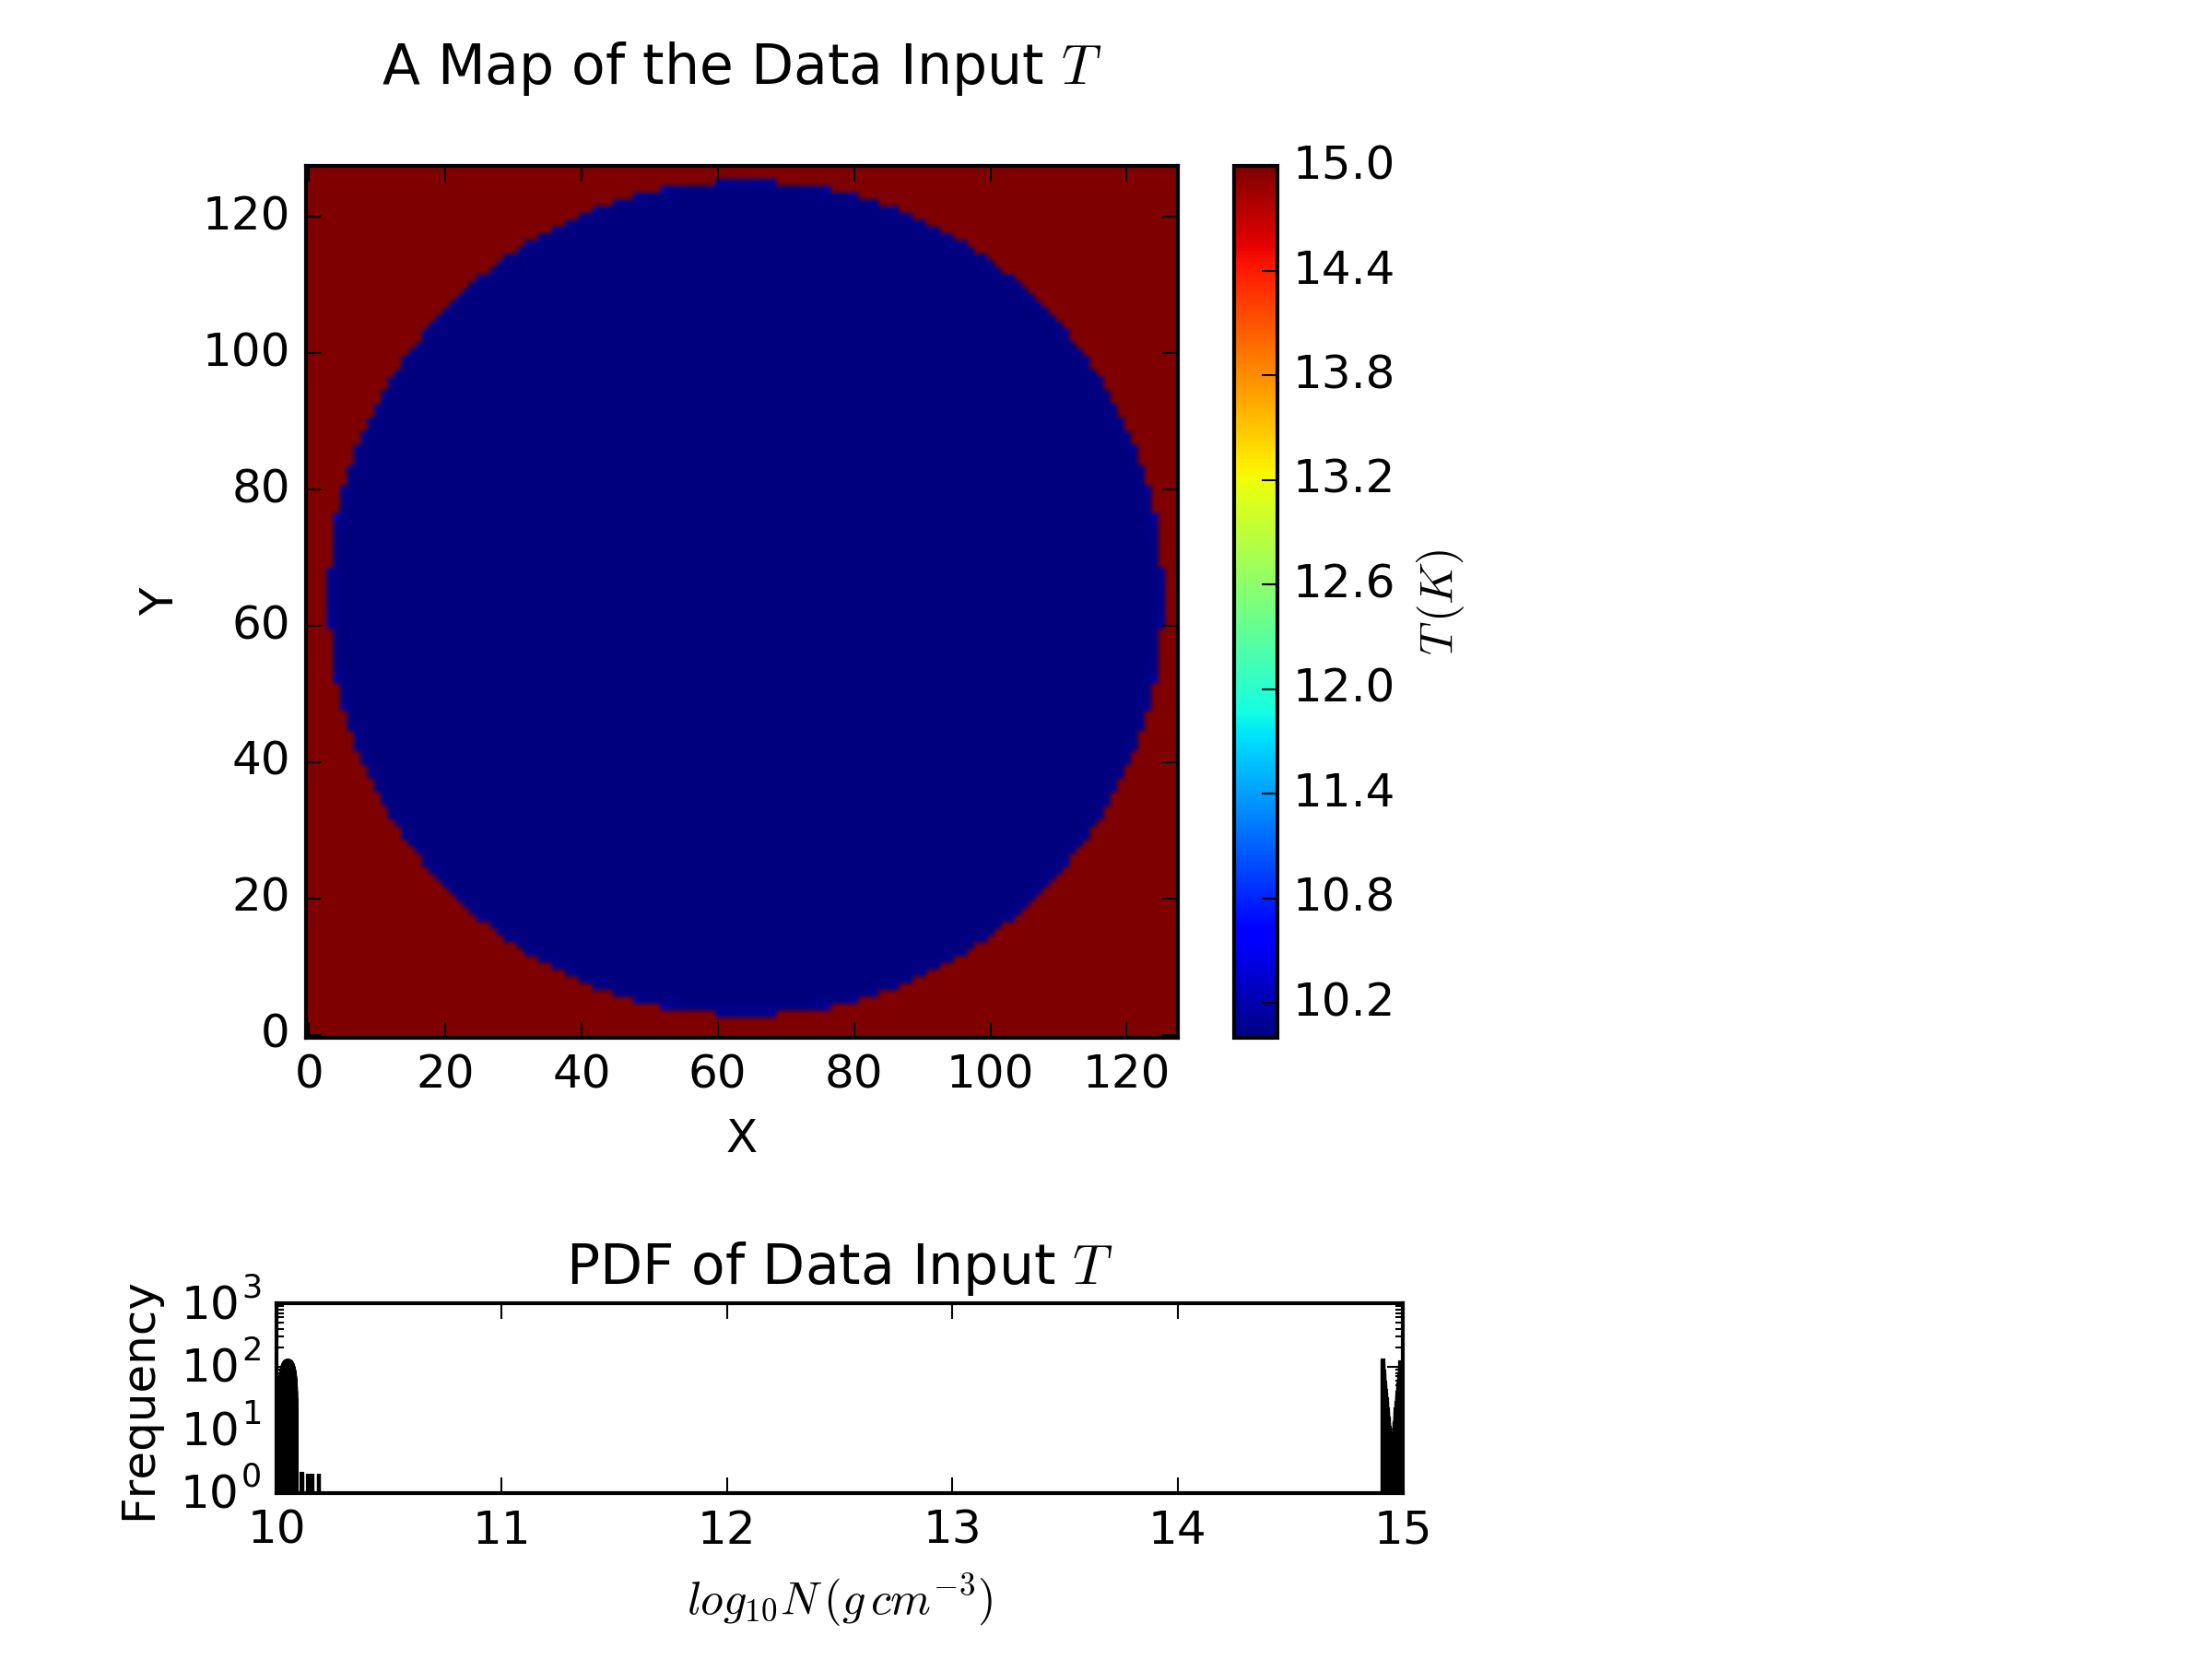 A Map of the Data Input T
15.0
14.4
13.8
13.2
12.6
12.0
11.4
10.8
10.2
T(K)
120
100
80
60
40
20
0
Y
0 20 40 60 80 100 120
X
PDF of Data Input T
Frequency
10^3
10^2
10^1
10^0
10 11 12 13 14 15
log_{10}N(gcm^{-3})